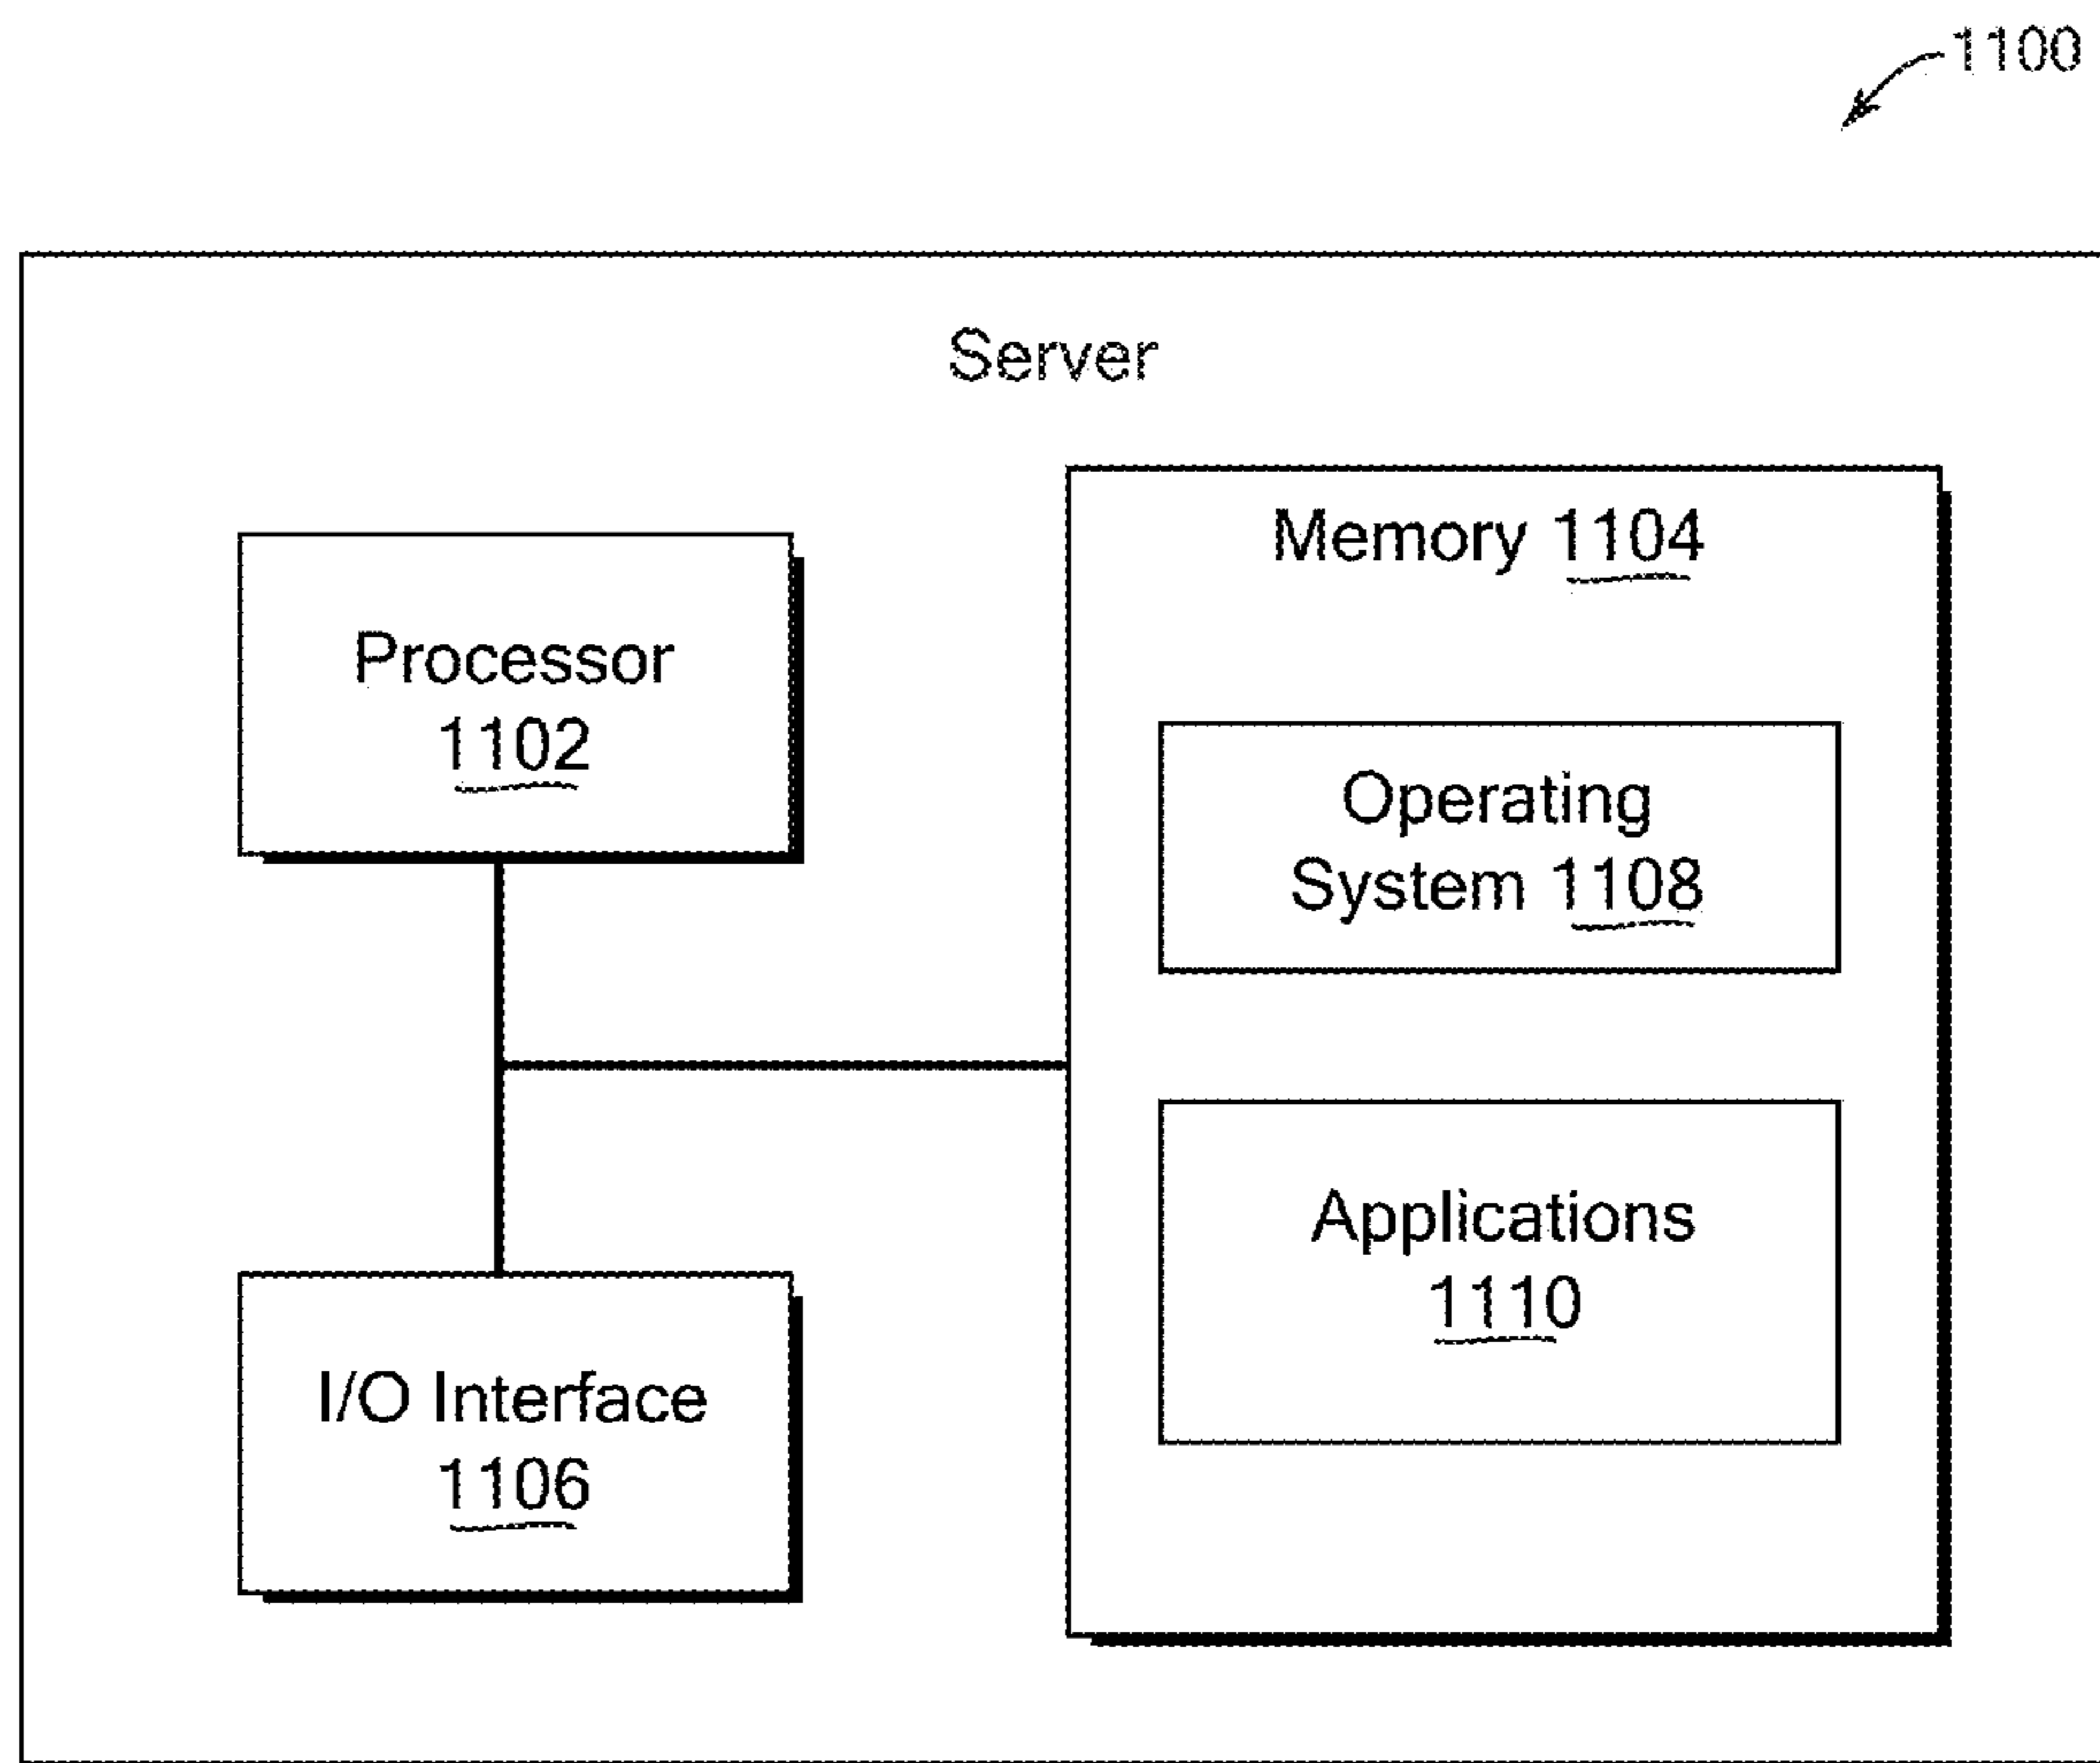 1100
Server
Processor
1102
Memory 1104
Operating
System 1108
Applications
1110
I/O Interface
1106